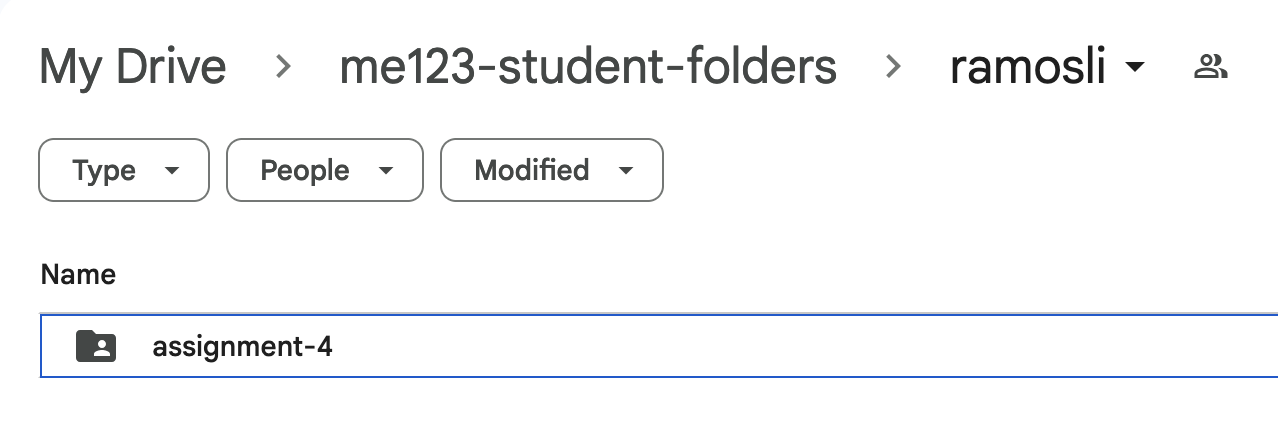 My Drive > me123-student-folders > ramosli
Type People Modified
Name
assignment-4